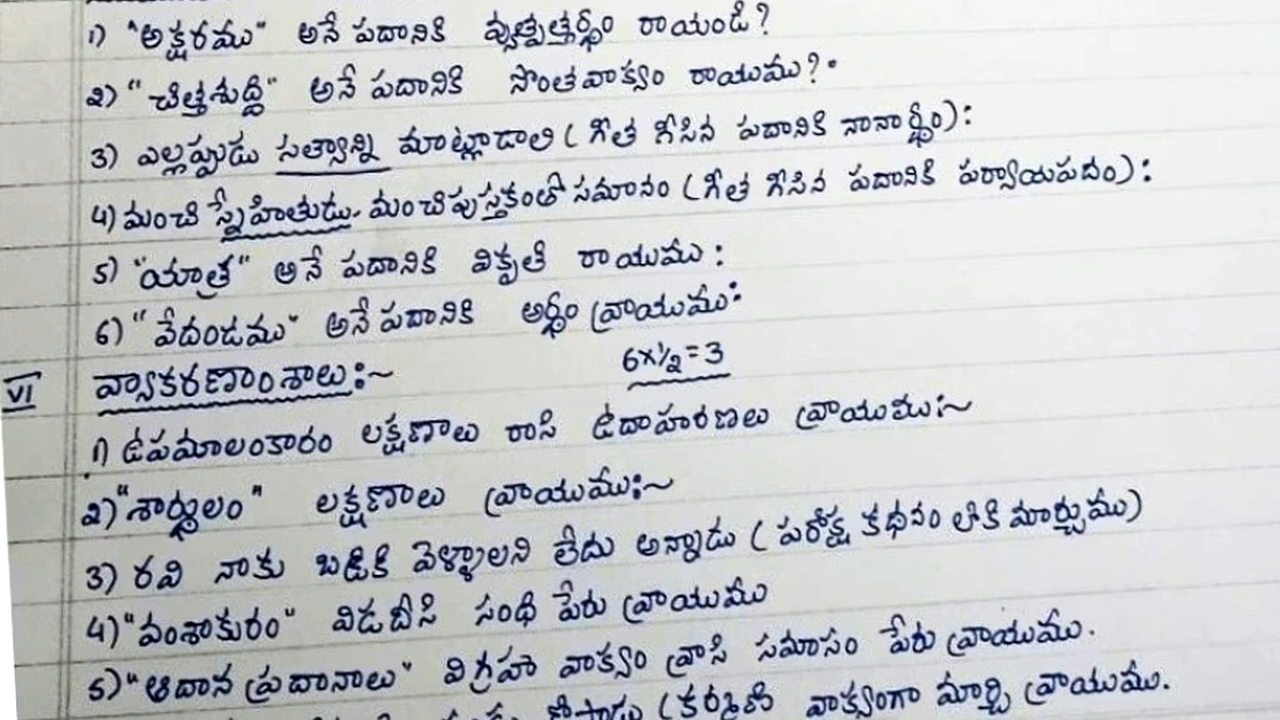 1) "అక్షరము" అనే పదానికి వ్యుత్పత్త్యర్థం రాయండి?
2) "చిత్తశుద్ధి" అనే పదానికి సొంతవాక్యం రాయుము?
3) ఎల్లప్పుడు సత్యాన్ని మాట్లాడాలి (గీత గీసిన పదానికి నానార్థం):
4) మంచి స్నేహితుడు. మంచిపుస్తకంతో సమానం (గీత గీసిన పదానికి పర్యాయపదం):
5) "యాత్ర" అనే పదానికి వికృతి రాయుము:
6) "వేదండము" అనే పదానికి అర్థం వ్రాయుము:
6x½=3
VI వ్యాకరణాంశాలు:~
1) ఉపమాలంకారం లక్షణాలు రాసి ఉదాహరణలు వ్రాయుము:~
2) "శార్ధులం" లక్షణాలు వ్రాయుము:~
3) రవి నాకు బడికి వెళ్ళాలని లేదు అన్నాడు (పరోక్ష కథనం లోకి మార్చుము)
4) "వంశాకురం" విడదీసి సంధి పేరు వ్రాయుము
5) "ఆదాన ప్రదానాలు" విగ్రహా వాక్యం వ్రాసి సమాసం పేరు వ్రాయుము.
(కర్మణి వాక్యంగా మార్చి వ్రాయుము.